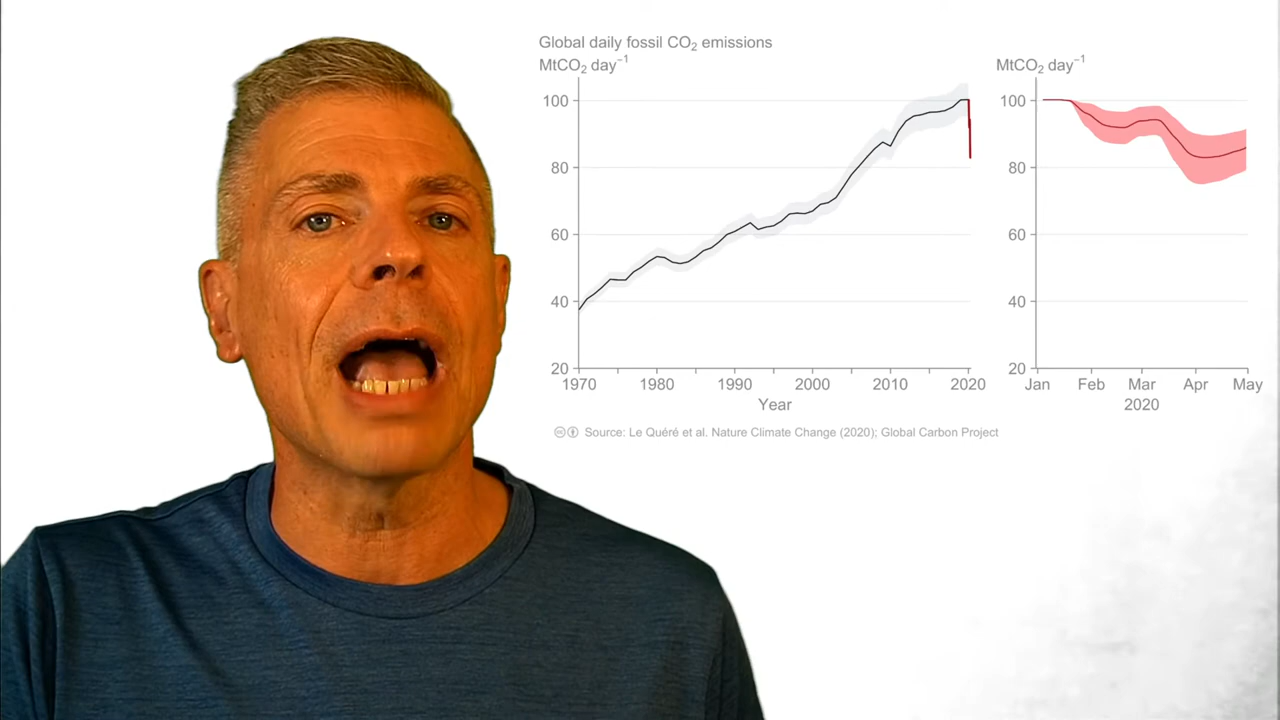 Global daily fossil CO₂ emissions
MtCO₂ day⁻¹
100
80
60
40
20
1970 1980 1990 2000 2010 2020
Year
MtCO₂ day⁻¹
100
80
60
40
20
Jan Feb Mar Apr May
2020
Source: Le Quéré et al. Nature Climate Change (2020); Global Carbon Project